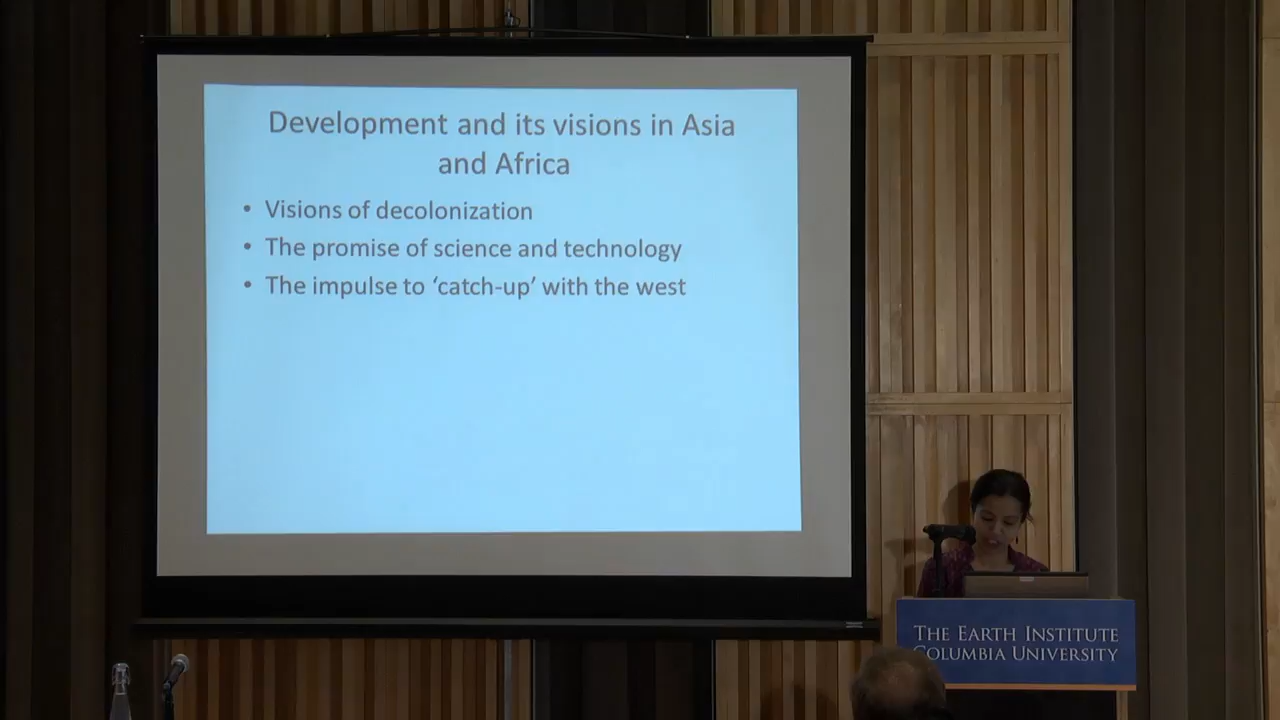 Development and its visions in Asia
and Africa
• Visions of decolonization
• The promise of science and technology
• The impulse to ‘catch-up’ with the west
THE EARTH INSTITUTE
COLUMBIA UNIVERSITY